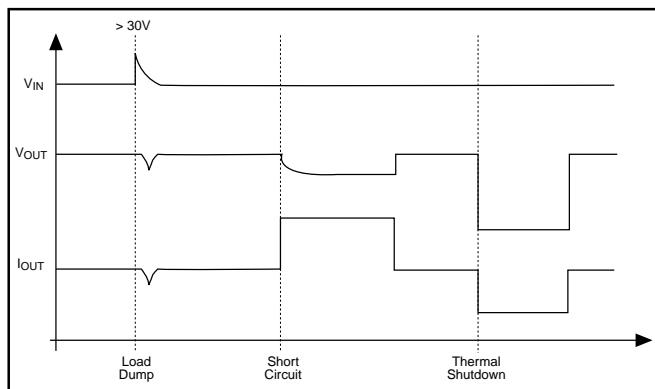 > 30V
VIN
VOUT
IOUT
Load
Dump
Short
Circuit
Thermal
Shutdown